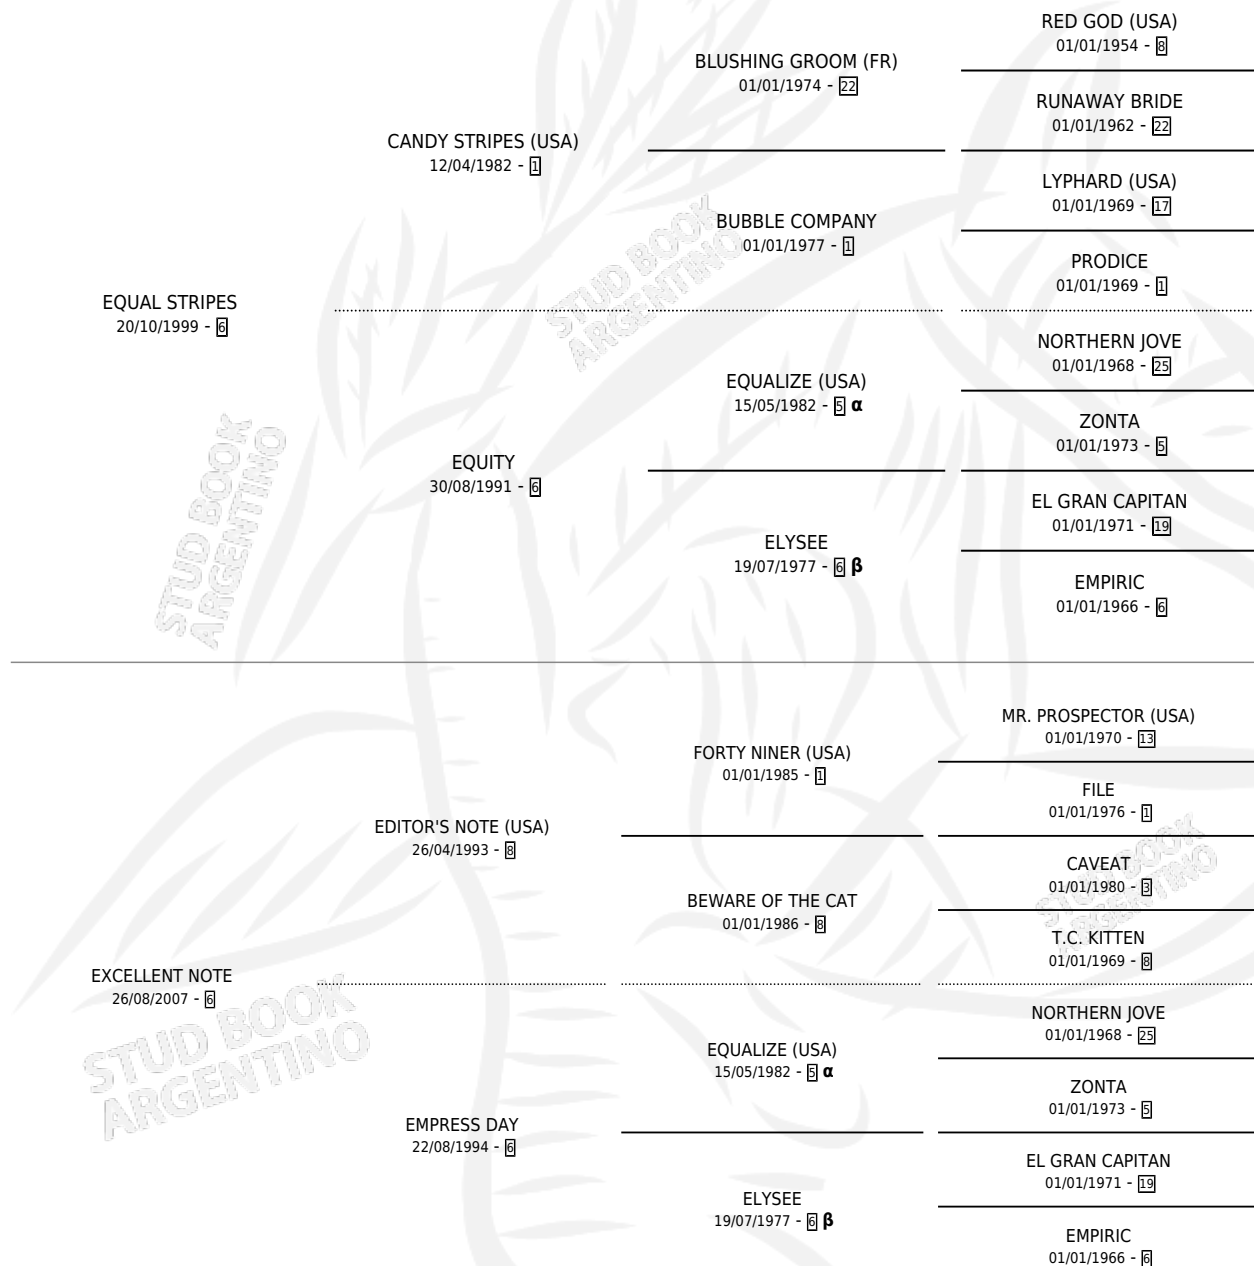 RED GOD (USA)
01/01/1954 - 8
BLUSHING GROOM (FR)
01/01/1974 - 22
RUNAWAY BRIDE
01/01/1962 - 22
CANDY STRIPES (USA)
12/04/1982 - 1
LYPHARD (USA)
01/01/1969 - 17
BUBBLE COMPANY
01/01/1977 - 1
PRODICE
01/01/1969 - 1
EQUAL STRIPES
20/10/1999 - 6
STUD BOOK
ARGENTINO
NORTHERN JOVE
01/01/1968 - 25
EQUALIZE (USA)
15/05/1982 - 5 α
ZONTA
01/01/1973 - 5
EQUITY
30/08/1991 - 6
EL GRAN CAPITAN
01/01/1971 - 19
ELYSEE
19/07/1977 - 6 β
EMPIRIC
01/01/1966 - 6
STUD BOOK
ARGENTINO
MR. PROSPECTOR (USA)
01/01/1970 - 13
FORTY NINER (USA)
01/01/1985 - 1
FILE
01/01/1976 - 1
EDITOR'S NOTE (USA)
26/04/1993 - 8
CAVEAT
01/01/1980 - 3
BEWARE OF THE CAT
01/01/1986 - 8
T.C. KITTEN
01/01/1969 - 8
STUD BOOK
ARGENTINO
EXCELLENT NOTE
26/08/2007 - 6
NORTHERN JOVE
01/01/1968 - 25
EQUALIZE (USA)
15/05/1982 - 5 α
ZONTA
01/01/1973 - 5
STUD BOOK
ARGENTINO
EMPRESS DAY
22/08/1994 - 6
EL GRAN CAPITAN
01/01/1971 - 19
ELYSEE
19/07/1977 - 6 β
EMPIRIC
01/01/1966 - 6